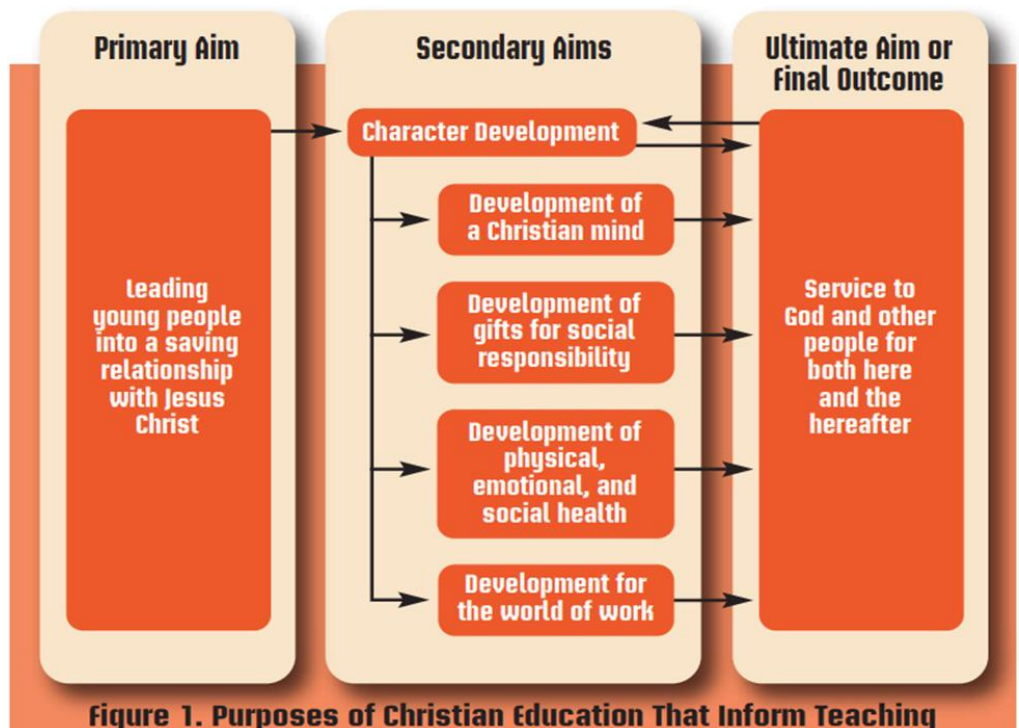 Primary Aim
Leading
young people
into a saving
relationship
with Jesus
Christ
Secondary Aims
Character Development
Development of
a Christian mind
Development of
gifts for social
responsibility
Development of
physical,
emotional, and
social health
Development for
the world of work
Ultimate Aim or
Final Outcome
Service to
God and other
people for
both here
and the
hereafter
Figure 1. Purposes of Christian Education That Inform Teaching